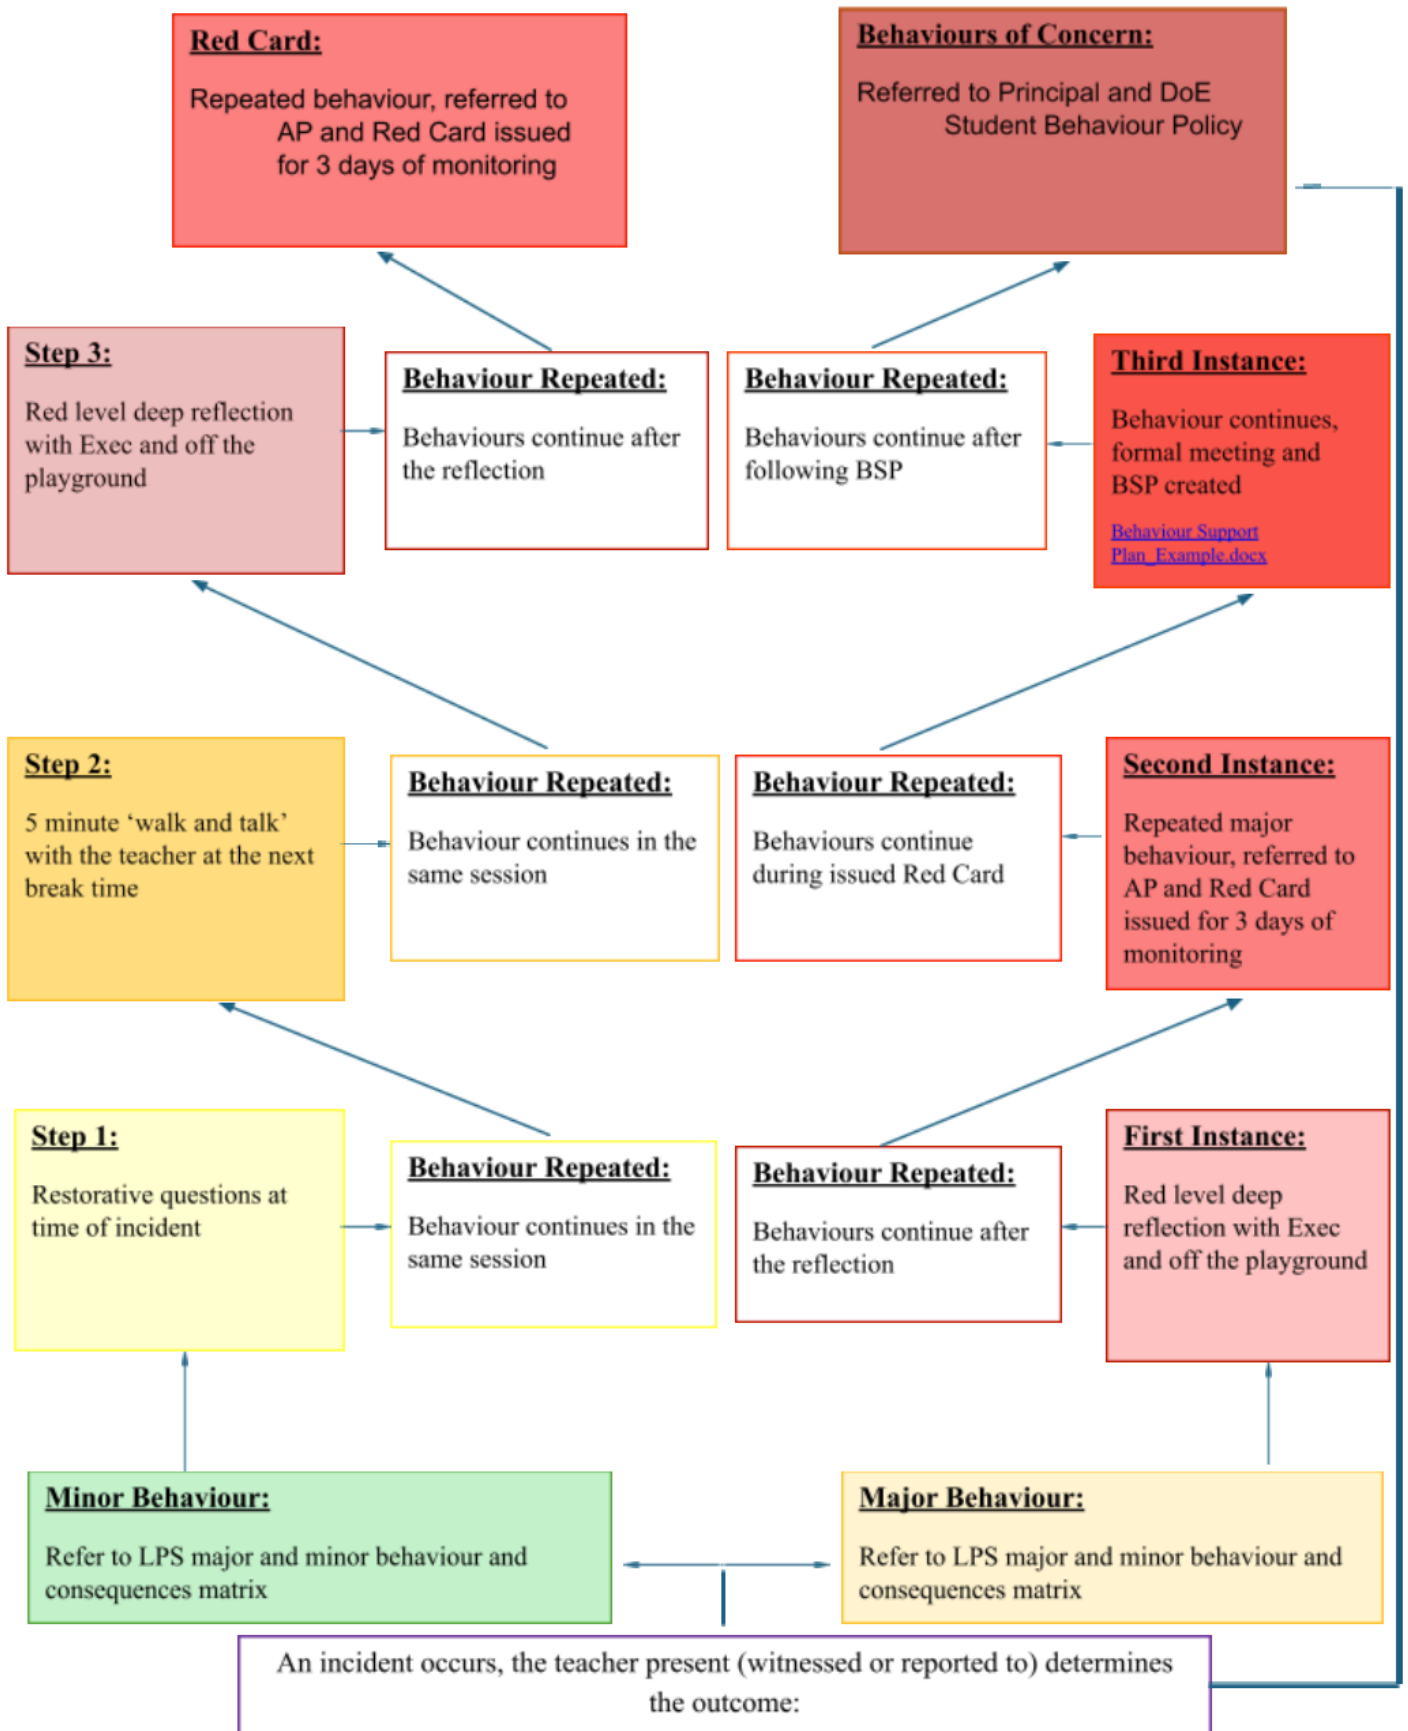 Red Card:
Repeated behaviour, referred to
AP and Red Card issued
for 3 days of monitoring
Behaviours of Concern:
Referred to Principal and DoE
Student Behaviour Policy
Step 3:
Red level deep reflection
with Exec and off the
playground
Behaviour Repeated:
Behaviours continue after
the reflection
Behaviour Repeated:
Behaviours continue after
following BSP
Third Instance:
Behaviour continues,
formal meeting and
BSP created
Behaviour Support
Plan_Example.docx
Step 2:
5 minute ‘walk and talk’
with the teacher at the next
break time
Behaviour Repeated:
Behaviour continues in the
same session
Behaviour Repeated:
Behaviours continue
during issued Red Card
Second Instance:
Repeated major
behaviour, referred to
AP and Red Card
issued for 3 days of
monitoring
Step 1:
Restorative questions at
time of incident
Behaviour Repeated:
Behaviour continues in the
same session
Behaviour Repeated:
Behaviours continue after
the reflection
First Instance:
Red level deep
reflection with Exec
and off the playground
Minor Behaviour:
Refer to LPS major and minor behaviour and
consequences matrix
Major Behaviour:
Refer to LPS major and minor behaviour and
consequences matrix
An incident occurs, the teacher present (witnessed or reported to) determines
the outcome: